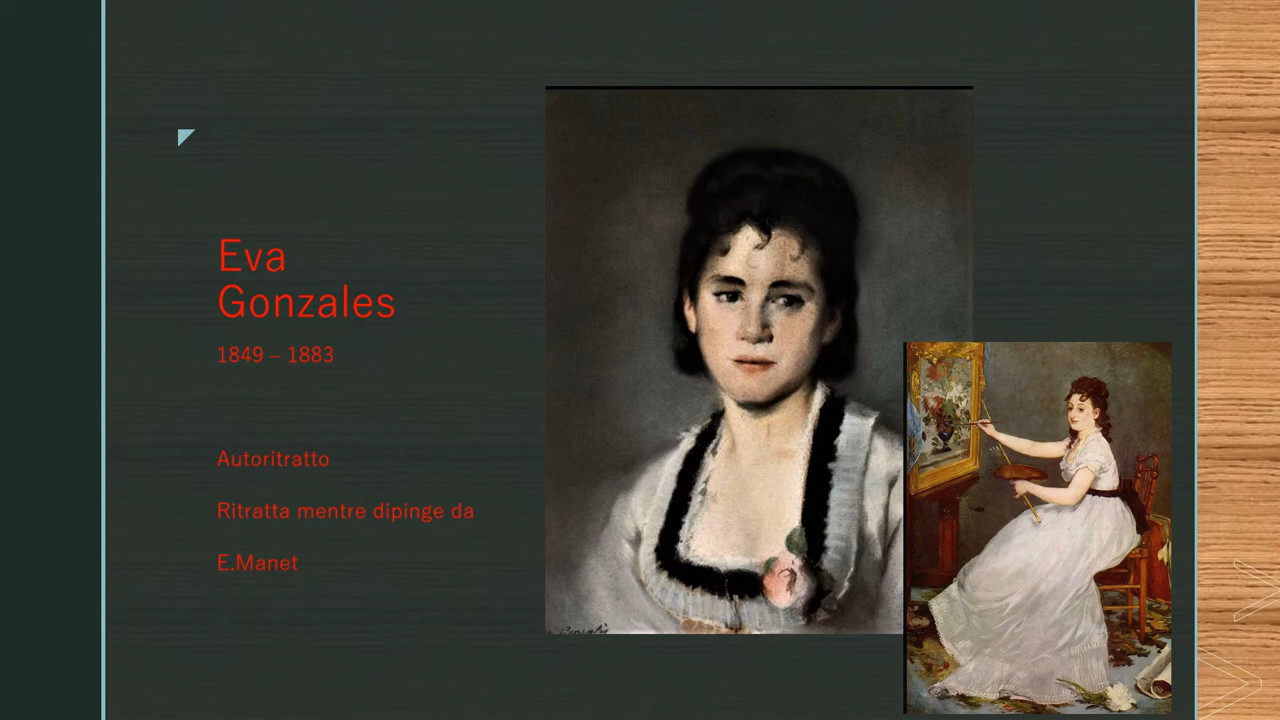 Eva
Gonzales
1849 – 1883
Autoritratto
Ritratta mentre dipinge da
E.Manet